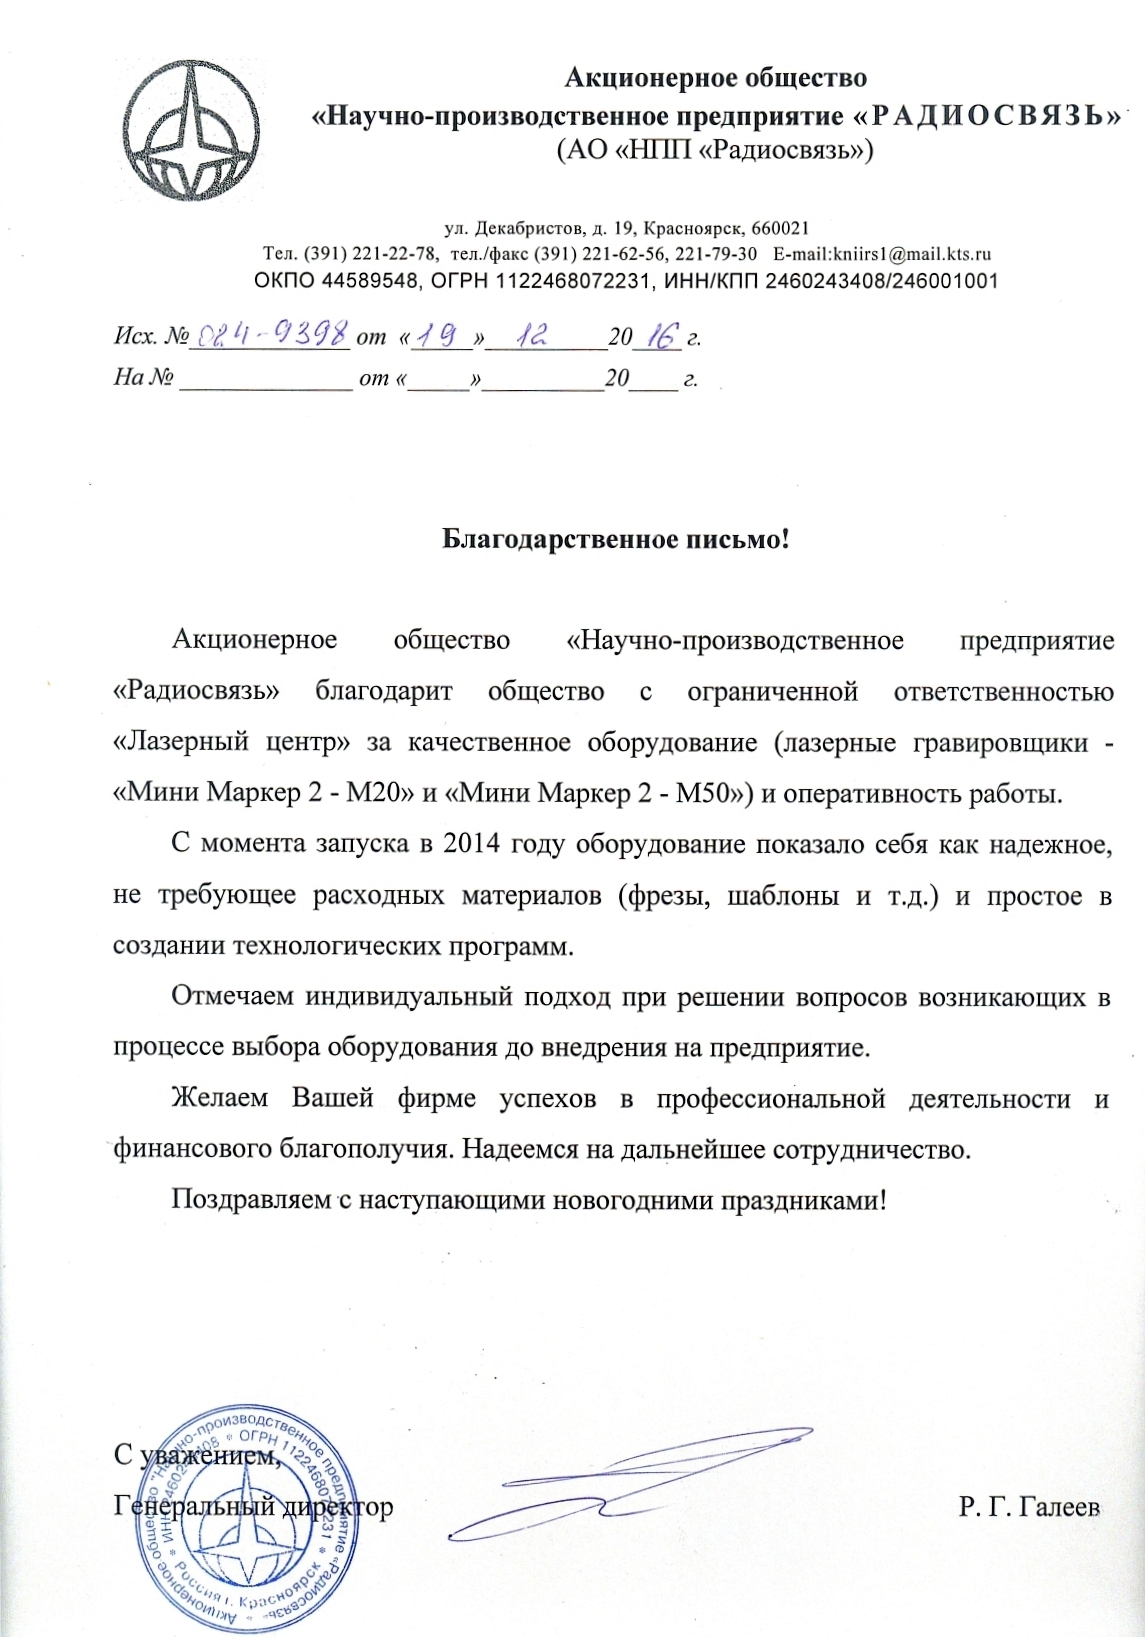 Акционерное общество
«Научно-производственное предприятие «РАДИОСВЯЗЬ»
(АО «НПП «Радиосвязь»)
ул. Декабристов, д. 19, Красноярск, 660021
Тел. (391) 221-22-78, тел./факс (391) 221-62-56, 221-79-30 E-mail:kniirs1@mail.kts.ru
ОКПО 44589548, ОГРН 1122468072231, ИНН/КПП 2460243408/246001001
Исх. № 024-9398 от «19» 12 2016 г.
На № ______________ от «_____»__________20____ г.
Благодарственное письмо!
Акционерное общество «Научно-производственное предприятие
«Радиосвязь» благодарит общество с ограниченной ответственностью
«Лазерный центр» за качественное оборудование (лазерные гравировщики -
«Мини Маркер 2 - М20» и «Мини Маркер 2 - М50») и оперативность работы.
С момента запуска в 2014 году оборудование показало себя как надежное,
не требующее расходных материалов (фрезы, шаблоны и т.д.) и простое в
создании технологических программ.
Отмечаем индивидуальный подход при решении вопросов возникающих в
процессе выбора оборудования до внедрения на предприятие.
Желаем Вашей фирме успехов в профессиональной деятельности и
финансового благополучия. Надеемся на дальнейшее сотрудничество.
Поздравляем с наступающими новогодними праздниками!
С уважением,
Генеральный директор Р. Г. Галеев
Акционерное общество "Научно-производственное предприятие «Радиосвязь»
ИНН 2460243408 * ОГРН 1122468072231 *
Россия г. Красноярск